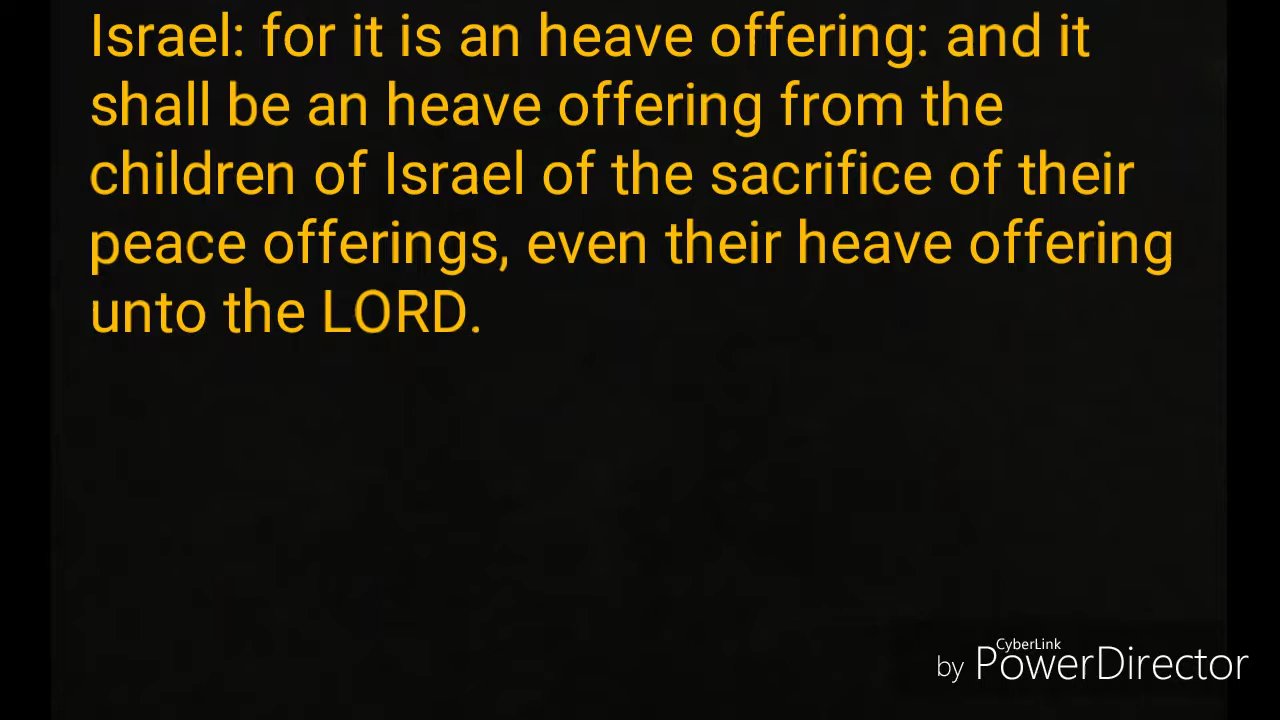 Israel: for it is an heave offering: and it
shall be an heave offering from the
children of Israel of the sacrifice of their
peace offerings, even their heave offering
unto the LORD.
CyberLink
by PowerDirector